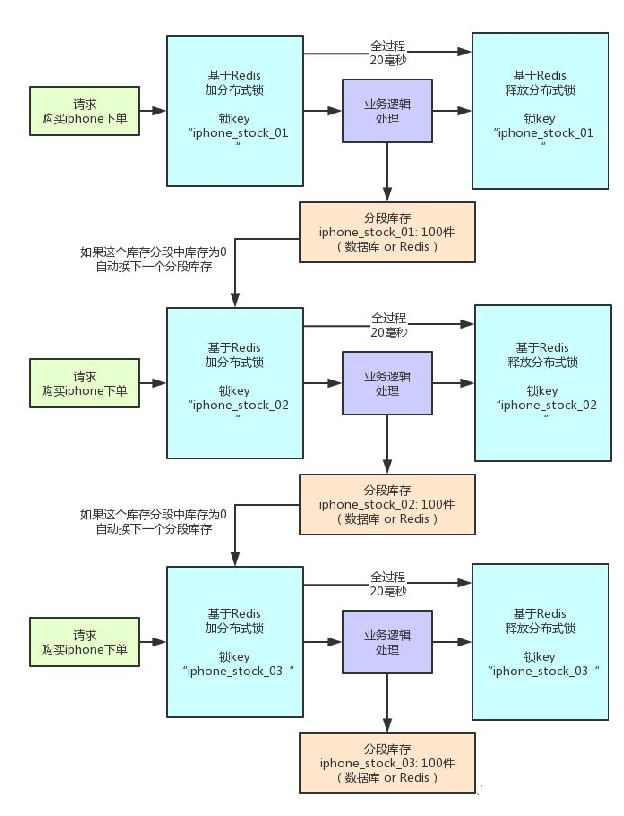 全过程
20毫秒
请求
购买iphone下单
基于Redis
加分布式锁
锁key
“iphone_stock_01
”
业务逻辑
处理
基于Redis
释放分布式锁
锁key
“iphone_stock_01
”
分段库存
iphone_stock_01: 100件
( 数据库 or Redis )
如果这个库存分段中库存为0
自动换下一个分段库存
全过程
20毫秒
请求
购买iphone下单
基于Redis
加分布式锁
锁key
“iphone_stock_02
”
业务逻辑
处理
基于Redis
释放分布式锁
锁key
“iphone_stock_02
”
分段库存
iphone_stock_02: 100件
( 数据库 or Redis )
如果这个库存分段中库存为0
自动换下一个分段库存
全过程
20毫秒
请求
购买iphone下单
基于Redis
加分布式锁
锁key
“iphone_stock_03 “
业务逻辑
处理
基于Redis
释放分布式锁
锁key
“iphone_stock_03 “
分段库存
iphone_stock_03: 100件
( 数据库 or Redis )